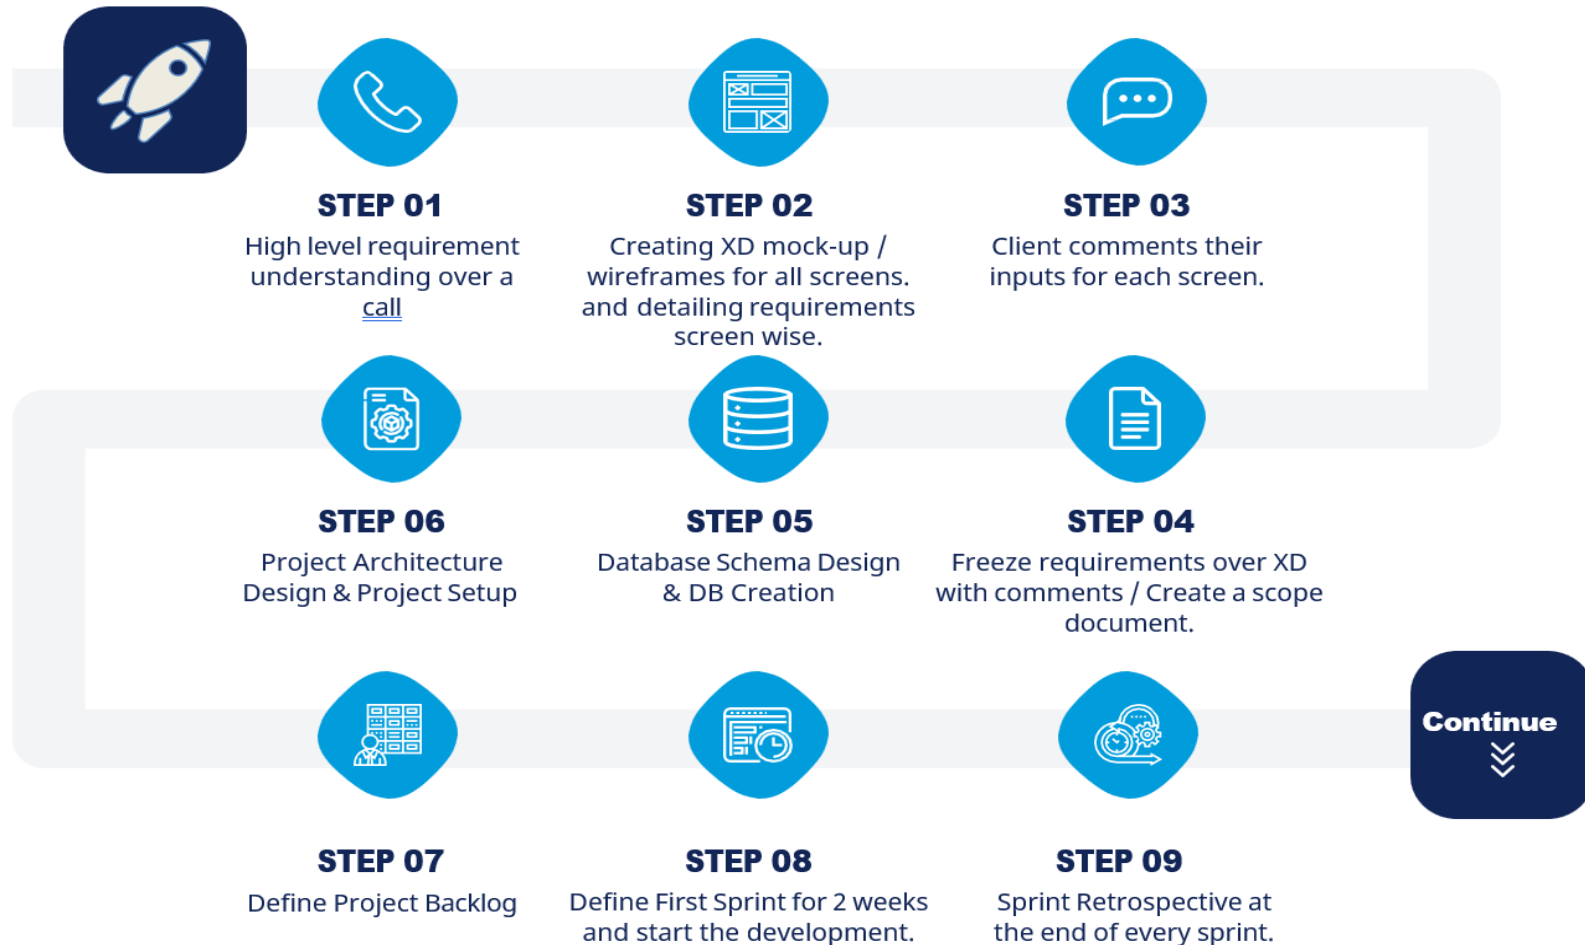 STEP 01
High level requirement
understanding over a
call
STEP 02
Creating XD mock-up /
wireframes for all screens.
and detailing requirements
screen wise.
STEP 03
Client comments their
inputs for each screen.
STEP 04
Freeze requirements over XD
with comments / Create a scope
document.
STEP 05
Database Schema Design
& DB Creation
STEP 06
Project Architecture
Design & Project Setup
STEP 07
Define Project Backlog
STEP 08
Define First Sprint for 2 weeks
and start the development.
STEP 09
Sprint Retrospective at
the end of every sprint.
Continue